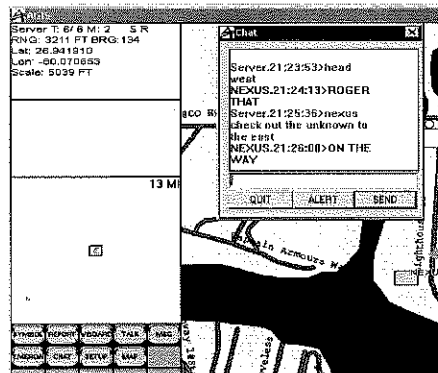 Server T: 6/ 6 M: 2 S R
RNG: 3211 FT BRG: 134
Lat: 26.941910
Lon: -80.070653
Scale: 5039 FT
13 MI
SYMBOL REPORT TALK MSG
CHAT SETUP MAP
Chat
Server.21:23:53>head
west
NEXUS.21:24:13>ROGER
THAT
Server.21:25:36>nexus
check out the unknown to
the east
NEXUS.21:26:00>ON THE
WAY
QUIT ALERT SEND
Captain Armours
NEXUS